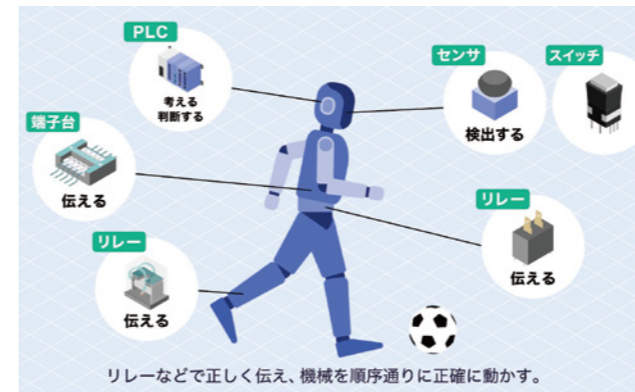 PLC
考える
判断する
センサ
検出する
スイッチ
端子台
伝える
リレー
伝える
リレー
伝える
リレーなどで正しく伝え、機械を順序通りに正確に動かす。